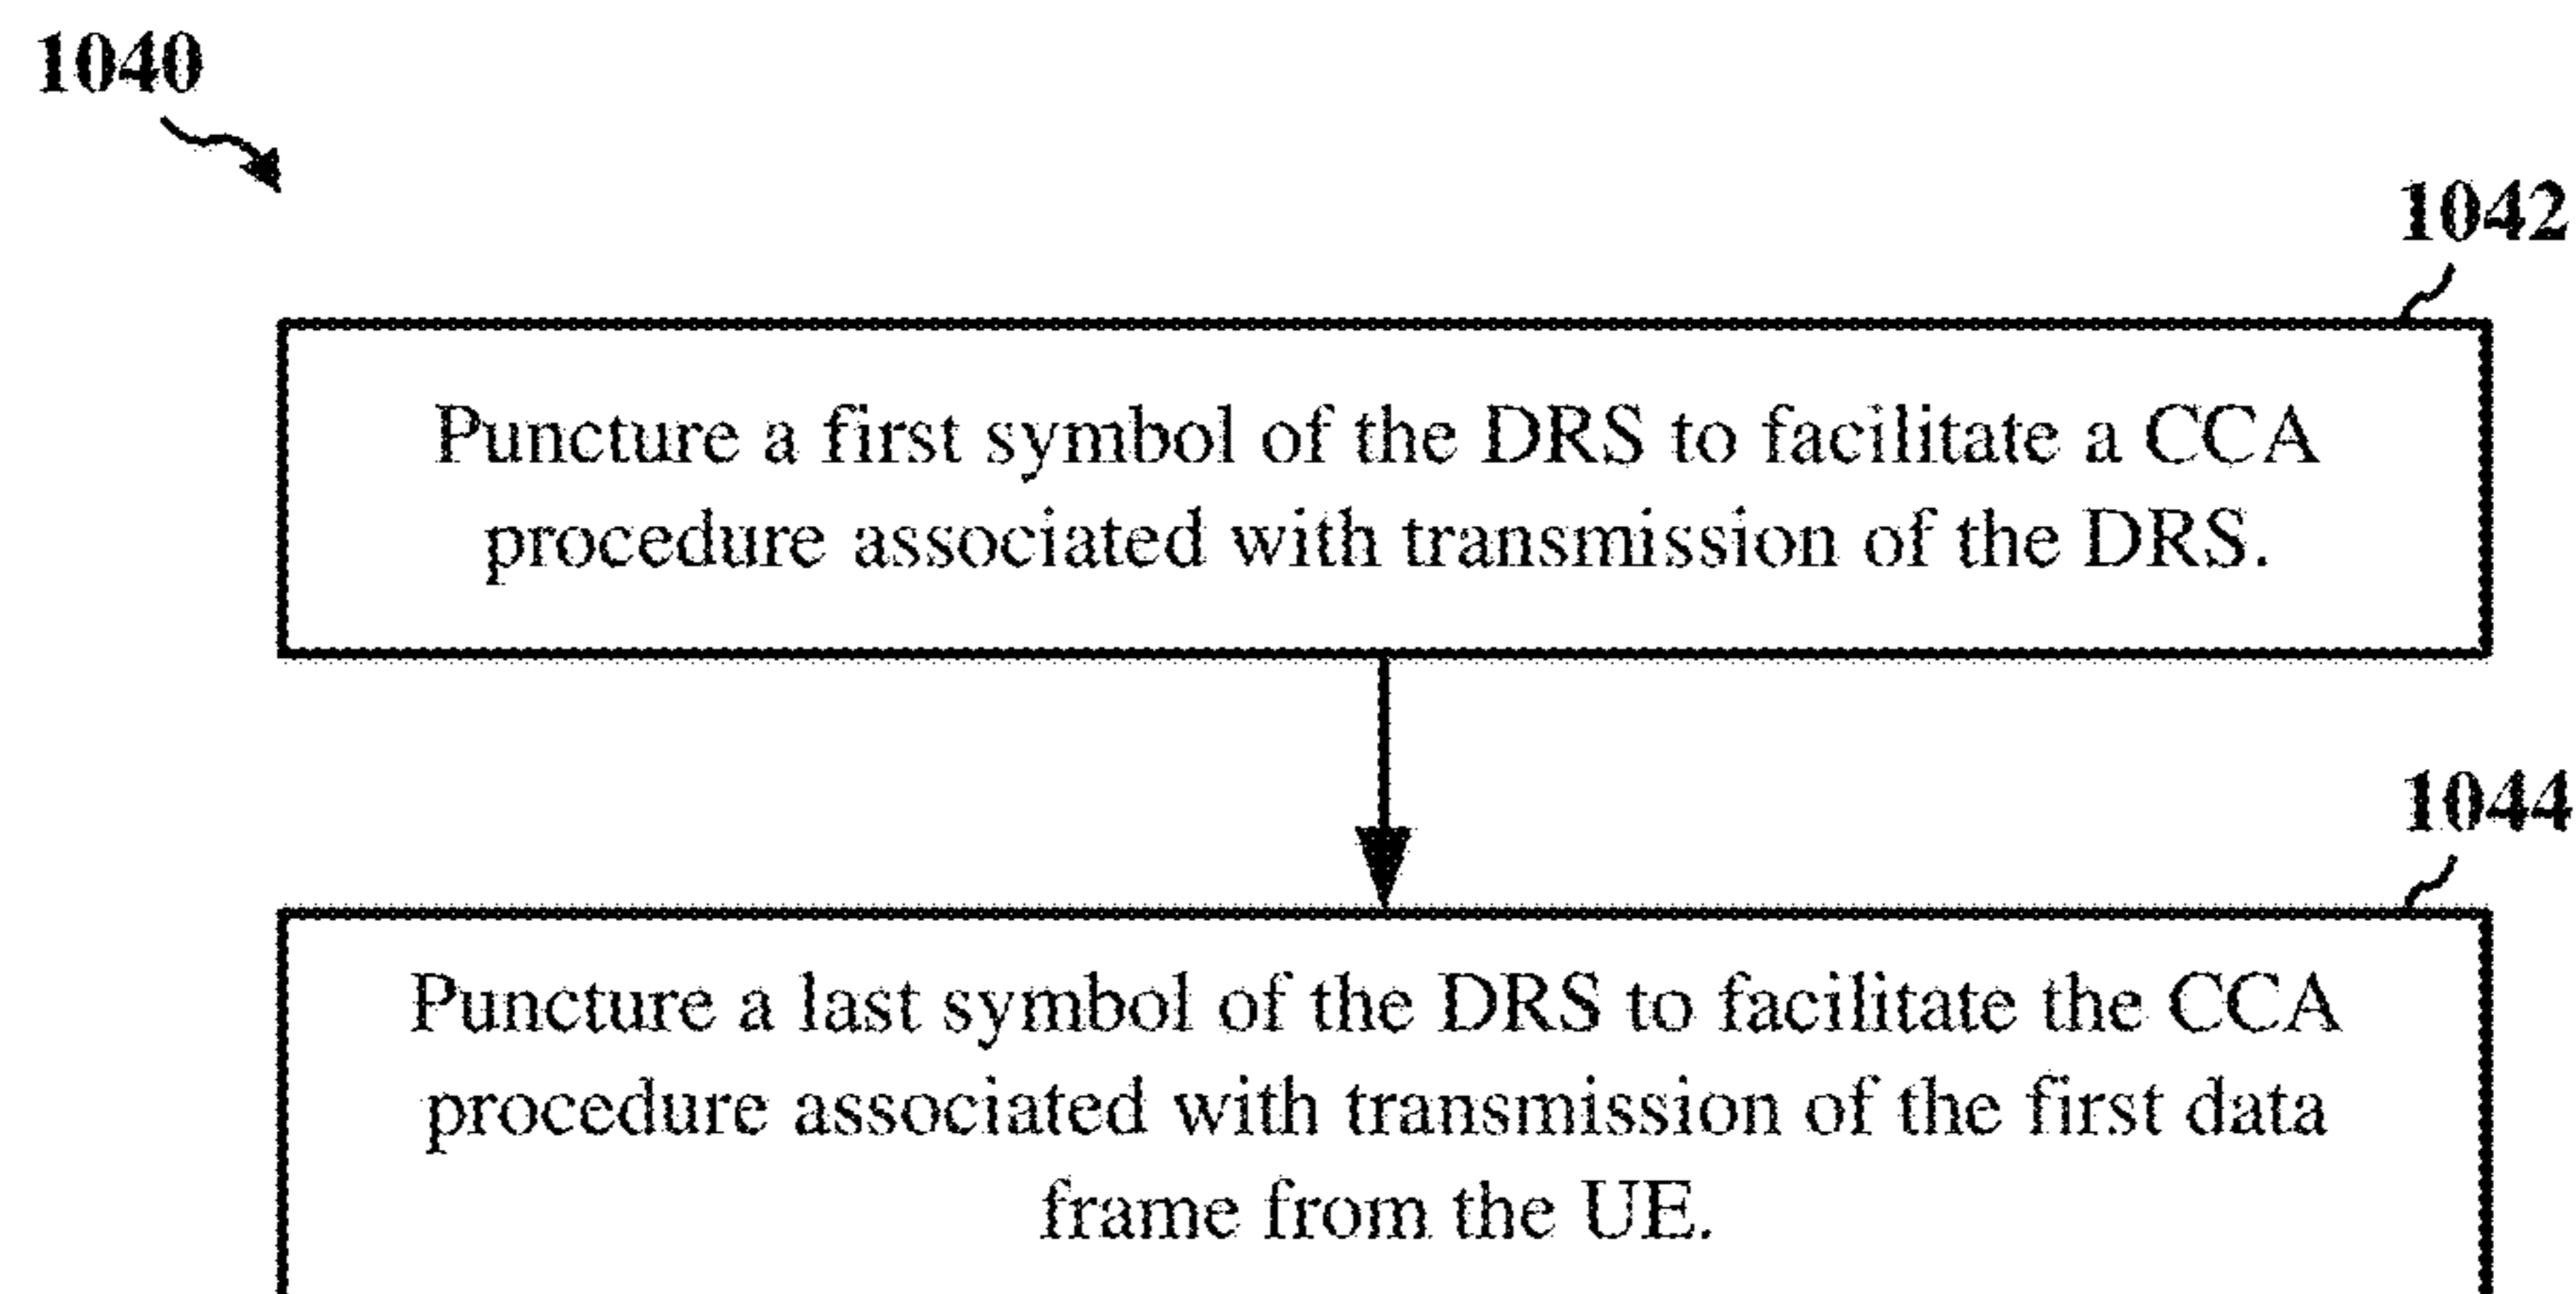 1040
1042
Puncture a first symbol of the DRS to facilitate a CCA
procedure associated with transmission of the DRS.
1044
Puncture a last symbol of the DRS to facilitate the CCA
procedure associated with transmission of the first data
frame from the UE.